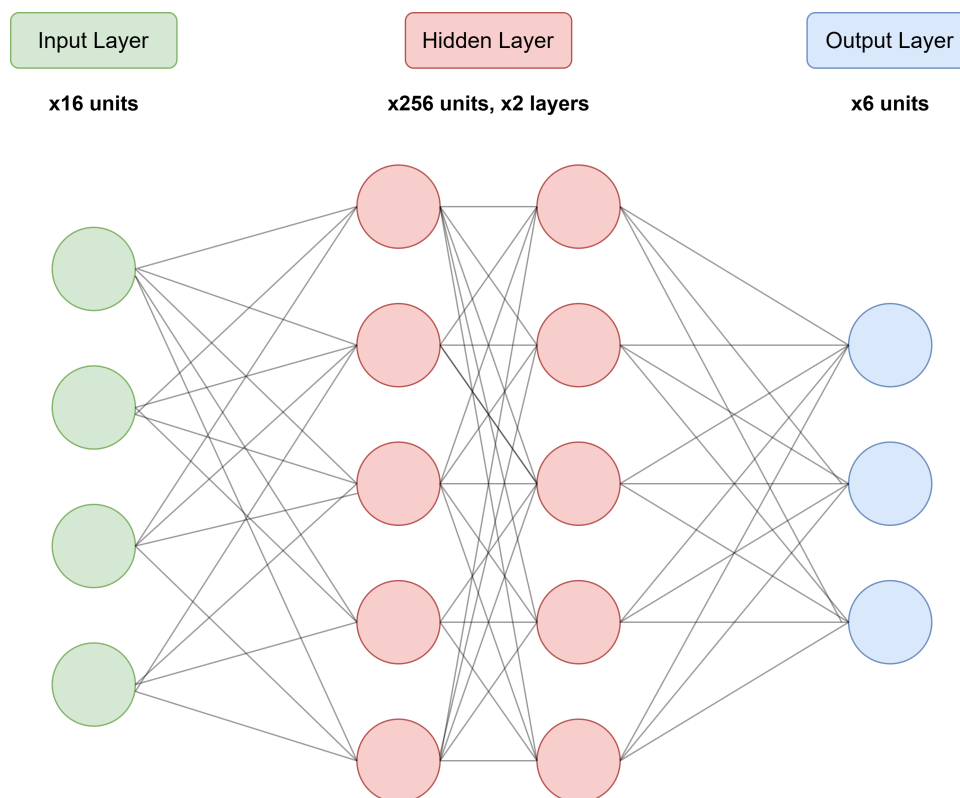 Input Layer
Hidden Layer
Output Layer
x16 units
x256 units, x2 layers
x6 units